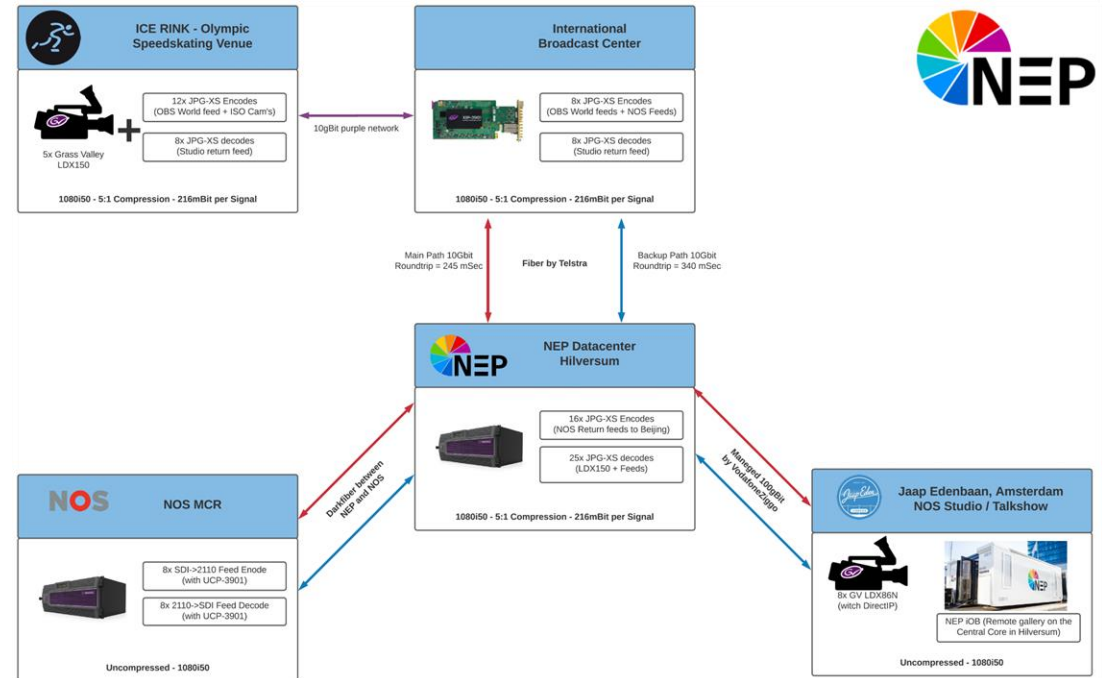 ICE RINK - Olympic
Speedskating Venue
5x Grass Valley
LDX150
12x JPG-XS Encodes
(OBS World feed + ISO Cam's)
8x JPG-XS decodes
(Studio return feed)
1080i50 - 5:1 Compression - 216mBit per Signal
10gBit purple network
International
Broadcast Center
8x JPG-XS Encodes
(OBS World feeds + NOS Feeds)
8x JPG-XS decodes
(Studio return feed)
1080i50 - 5:1 Compression - 216mBit per Signal
NEP
Main Path 10Gbit
Roundtrip = 245 mSec
Fiber by Telstra
Backup Path 10Gbit
Roundtrip = 340 mSec
NEP
NEP Datacenter
Hilversum
16x JPG-XS Encodes
(NOS Return feeds to Beijing)
25x JPG-XS decodes
(LDX150 + Feeds)
1080i50 - 5:1 Compression - 216mBit per Signal
Darkfiber between
NEP and NOS
Maneged 100gBit
by VodafoneZiggo
NOS
NOS MCR
8x SDI->2110 Feed Enode
(with UCP-3901)
8x 2110->SDI Feed Decode
(with UCP-3901)
Uncompressed - 1080i50
Jaap Eden
Jaap Edenbaan, Amsterdam
NOS Studio / Talkshow
8x GV LDX86N
(witch DirectIP)
NEP
NEP iOB (Remote gallery on the
Central Core in Hilversum)
Uncompressed - 1080i50